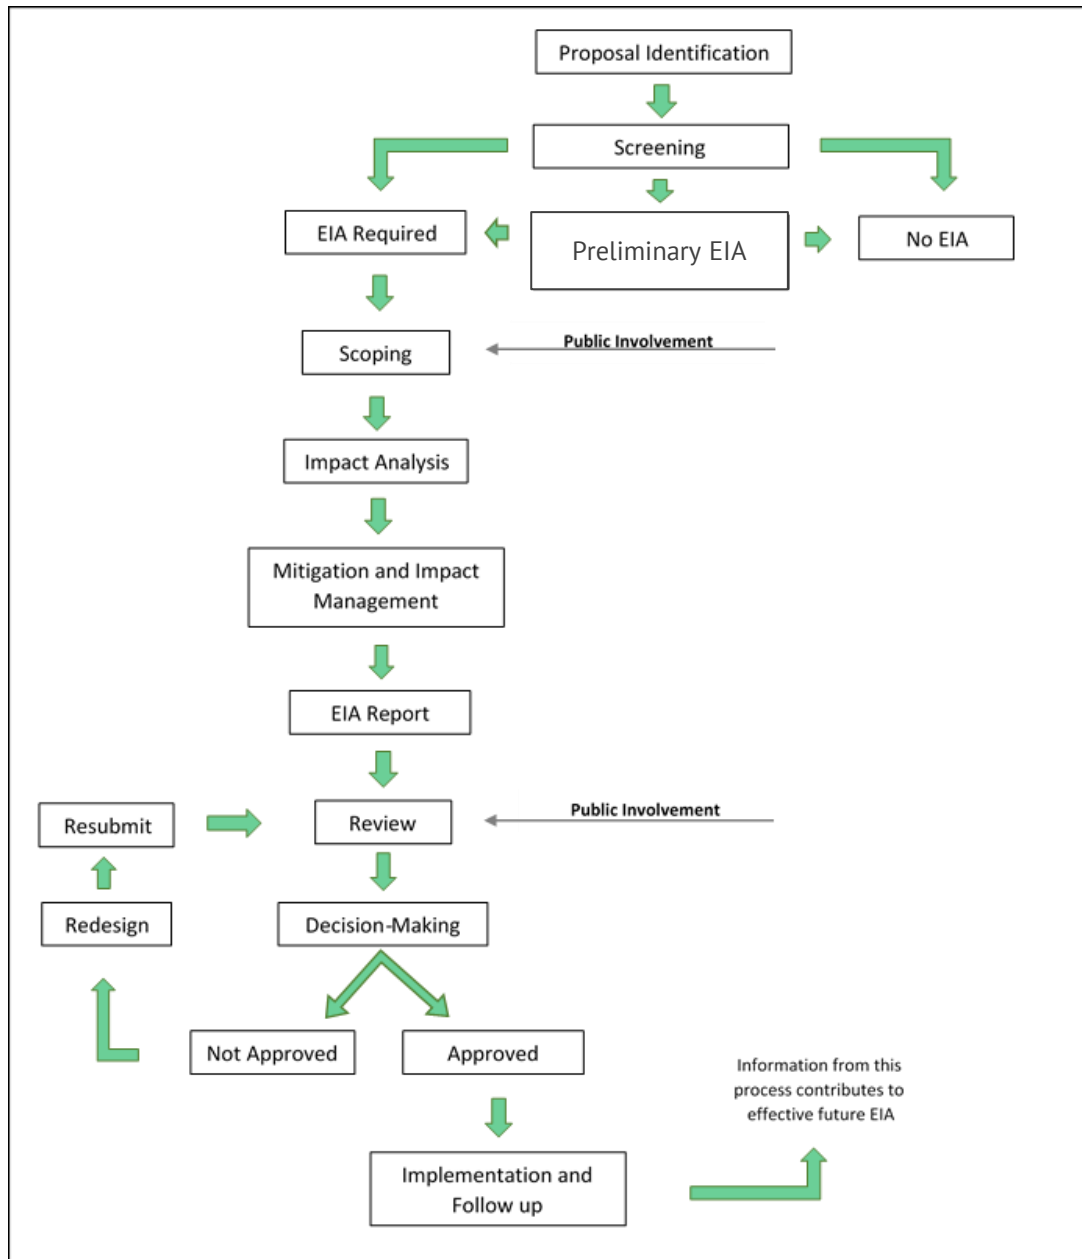 Proposal Identification
Screening
EIA Required
Preliminary EIA
No EIA
Scoping
Public Involvement
Impact Analysis
Mitigation and Impact
Management
EIA Report
Resubmit
Review
Public Involvement
Redesign
Decision-Making
Not Approved
Approved
Information from this
process contributes to
effective future EIA
Implementation and
Follow up